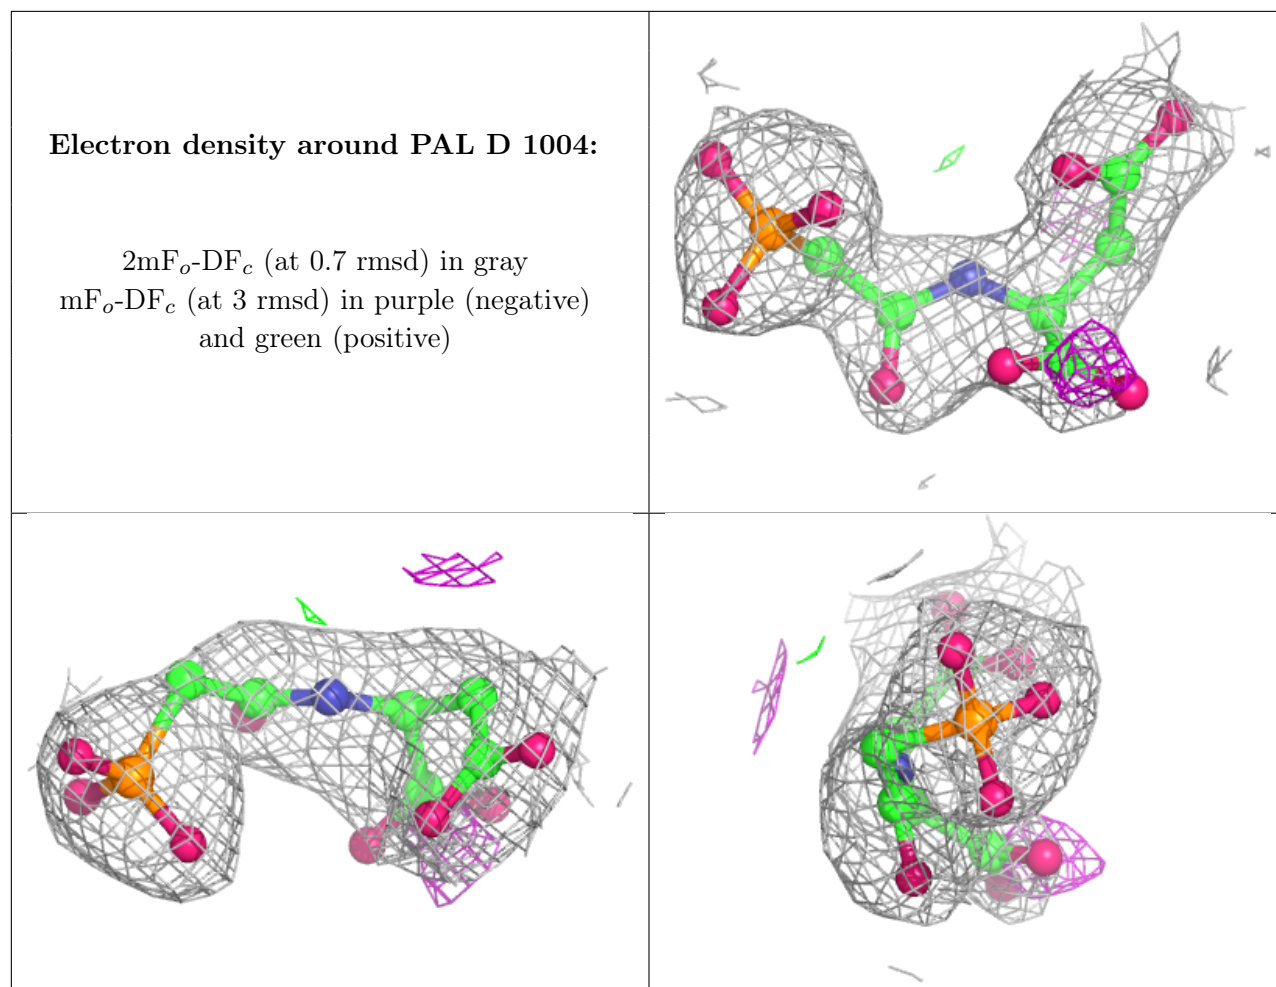 Electron density around PAL D 1004:
2mFo-DFc (at 0.7 rmsd) in gray
mFo-DFc (at 3 rmsd) in purple (negative)
and green (positive)